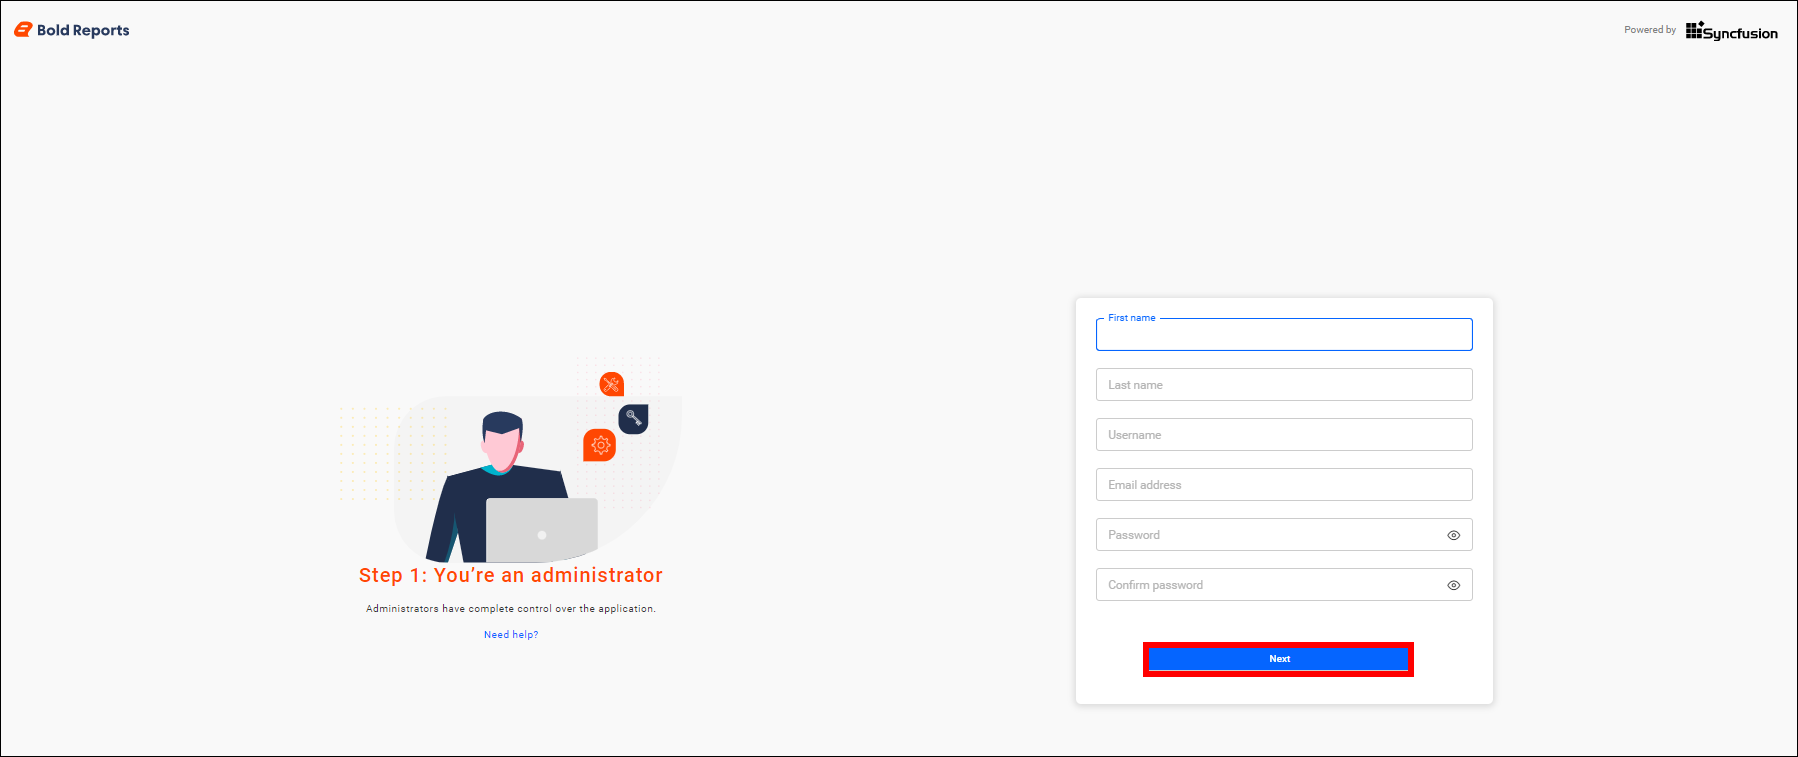 Bold Reports
Powered by Syncfusion
Step 1: You’re an administrator
Administrators have complete control over the application.
Need help?
First name
Last name
Username
Email address
Password
Confirm password
Next